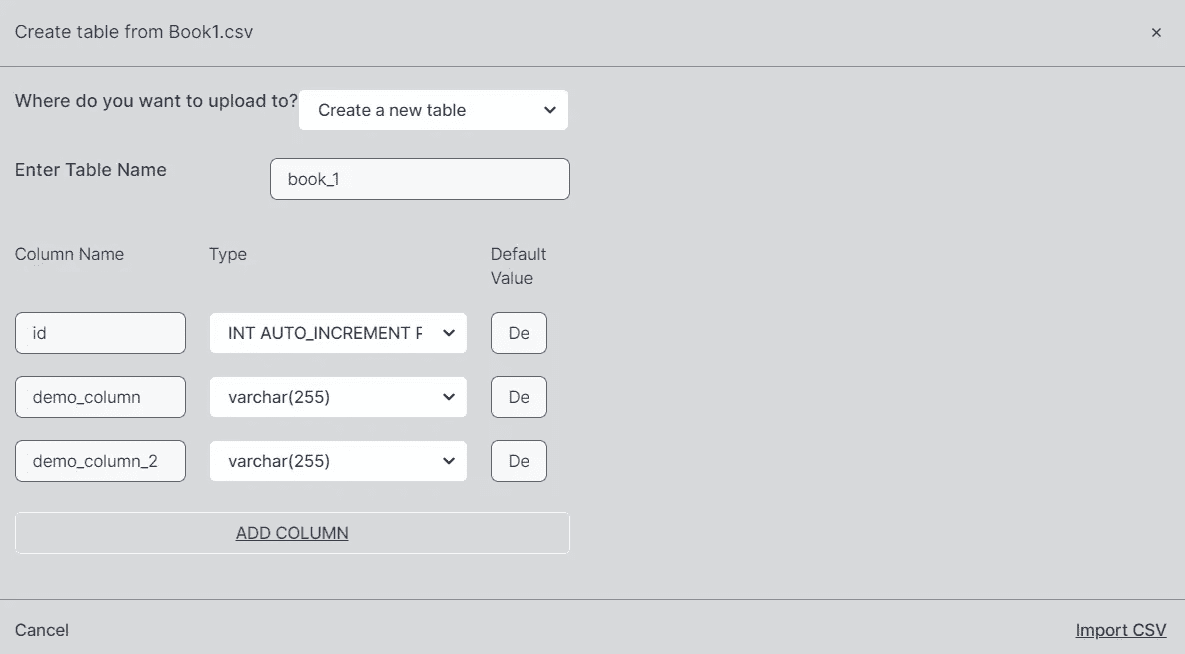 Create table from Book1.csv
×
Where do you want to upload to?
Create a new table
Enter Table Name
book_1
Column Name Type Default Value
id INT AUTO_INCREMENT De
demo_column varchar(255) De
demo_column_2 varchar(255) De
ADD COLUMN
Cancel Import CSV